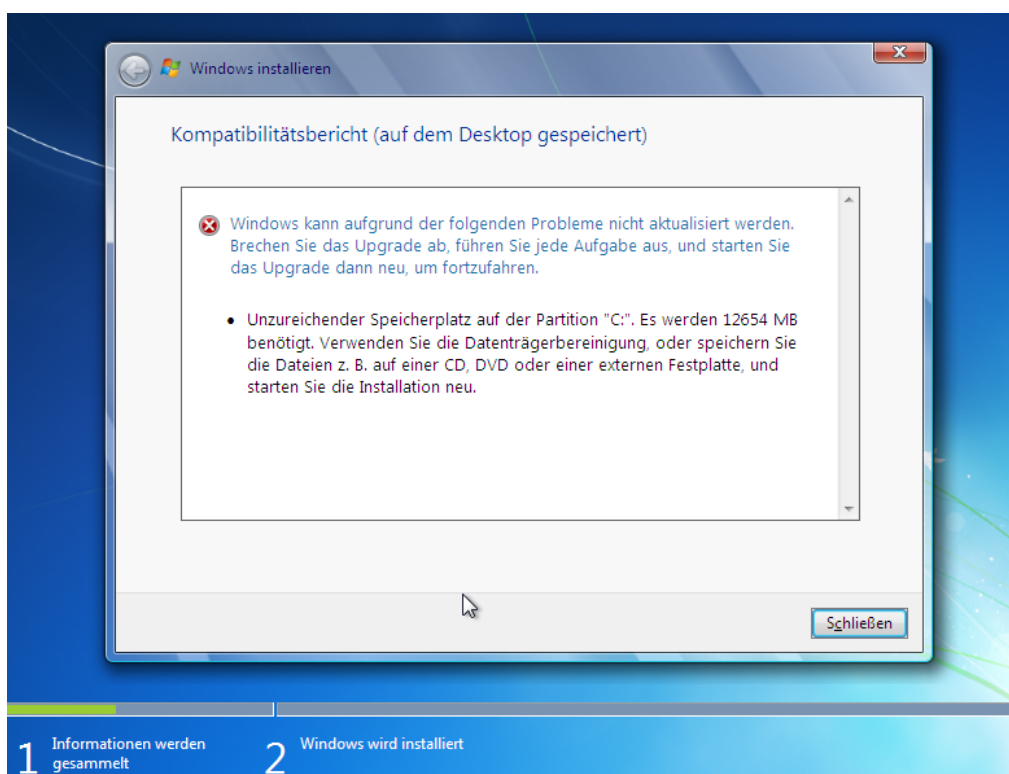 Windows installieren
Kompatibilitätsbericht (auf dem Desktop gespeichert)
Windows kann aufgrund der folgenden Probleme nicht aktualisiert werden.
Brechen Sie das Upgrade ab, führen Sie jede Aufgabe aus, und starten Sie
das Upgrade dann neu, um fortzufahren.
• Unzureichender Speicherplatz auf der Partition "C:". Es werden 12654 MB
benötigt. Verwenden Sie die Datenträgerbereinigung, oder speichern Sie
die Dateien z. B. auf einer CD, DVD oder einer externen Festplatte, und
starten Sie die Installation neu.
Schließen
1 Informationen werden
gesammelt
2 Windows wird installiert